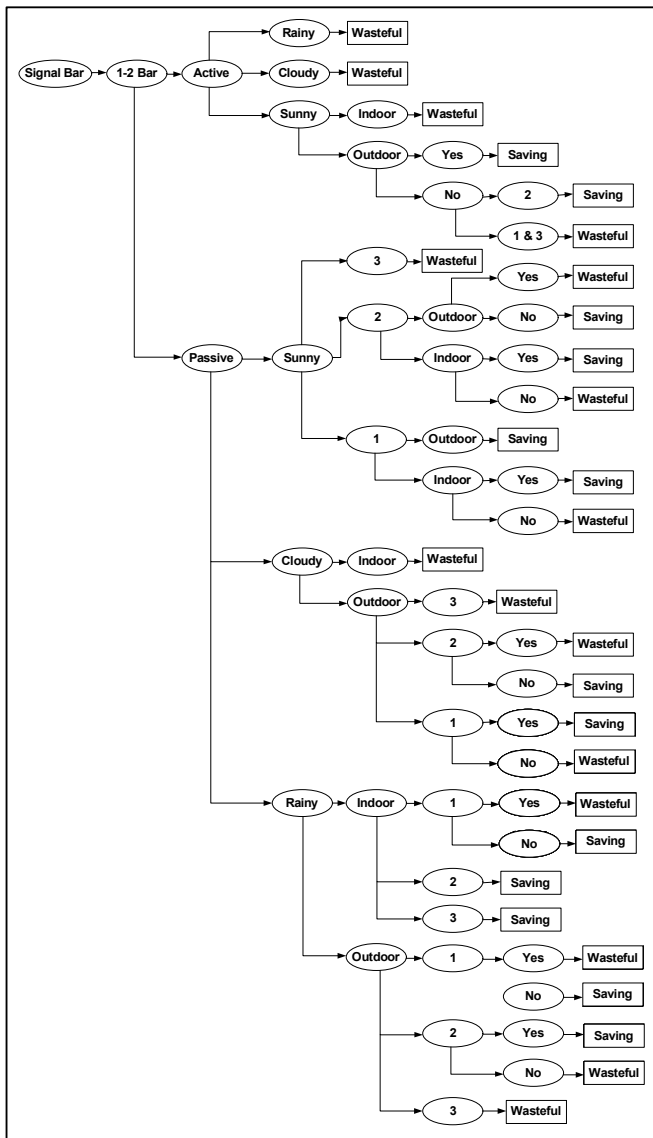 Rainy Wasteful
Signal Bar 1-2 Bar Active Cloudy Wasteful
Sunny Indoor Wasteful
Outdoor Yes Saving
No 2 Saving
1 & 3 Wasteful
3 Wasteful
Yes Wasteful
2 Outdoor No Saving
Passive Sunny Indoor Yes Saving
No Wasteful
1 Outdoor Saving
Indoor Yes Saving
No Wasteful
Cloudy Indoor Wasteful
Outdoor 3 Wasteful
2 Yes Wasteful
No Saving
1 Yes Saving
No Wasteful
Rainy Indoor 1 Yes Wasteful
No Saving
2 Saving
3 Saving
Outdoor 1 Yes Wasteful
No Saving
2 Yes Saving
No Wasteful
3 Wasteful